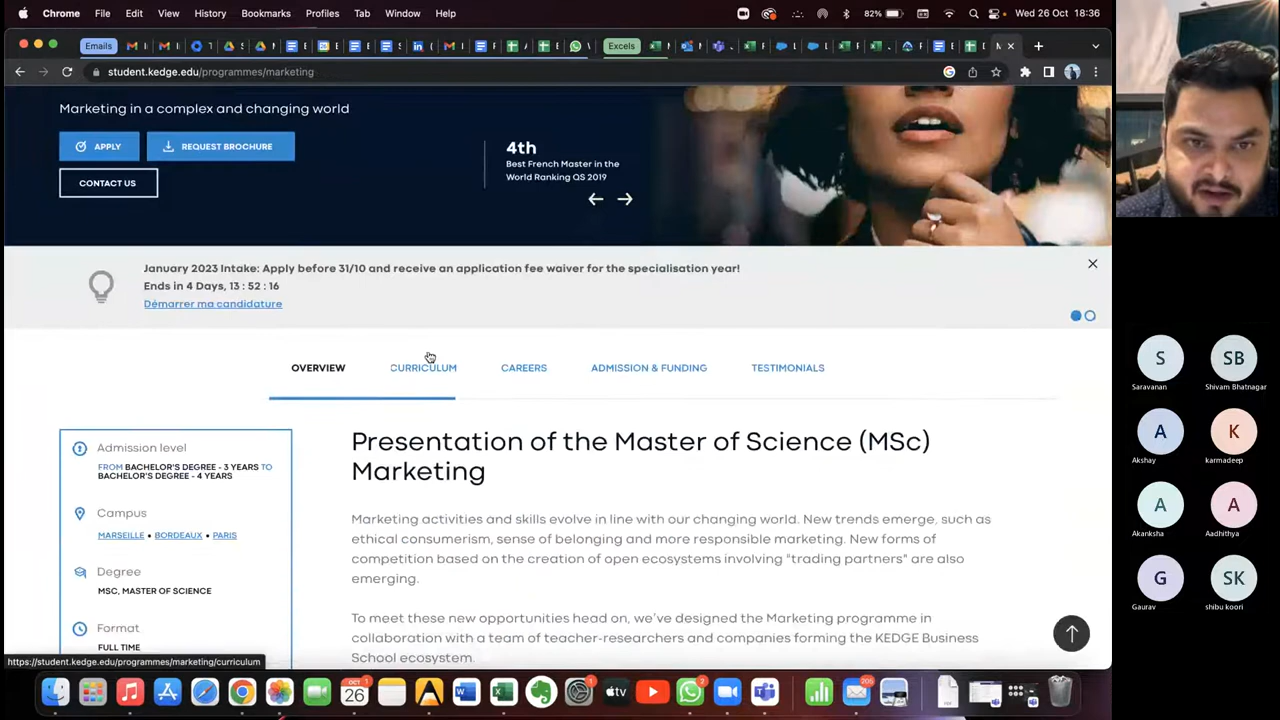 Chrome File Edit View History Bookmarks Profiles Tab Window Help
82% Wed 26 Oct 18:36
Emails
Excels
student.kedge.edu/programmes/marketing
Marketing in a complex and changing world
APPLY
REQUEST BROCHURE
CONTACT US
4th
Best French Master in the
World Ranking QS 2019
January 2023 Intake: Apply before 31/10 and receive an application fee waiver for the specialisation year!
Ends in 4 Days, 13 : 52 : 16
Démarrer ma candidature
OVERVIEW CURRICULUM CAREERS ADMISSION & FUNDING TESTIMONIALS
Admission level
FROM BACHELOR'S DEGREE - 3 YEARS TO
BACHELOR'S DEGREE - 4 YEARS
Campus
MARSEILLE • BORDEAUX • PARIS
Degree
MSC, MASTER OF SCIENCE
Format
FULL TIME
Presentation of the Master of Science (MSc)
Marketing
Marketing activities and skills evolve in line with our changing world. New trends emerge, such as
ethical consumerism, sense of belonging and more responsible marketing. New forms of
competition based on the creation of open ecosystems involving "trading partners" are also
emerging.
To meet these new opportunities head on, we've designed the Marketing programme in
collaboration with a team of teacher-researchers and companies forming the KEDGE Business
School ecosystem.
https://student.kedge.edu/programmes/marketing/curriculum
S SB
Saravanan Shivam Bhatnagar
A K
Akshay karmadeep
A A
Akanksha Aadhithya
G SK
Gaurav shibu koori
26
tv